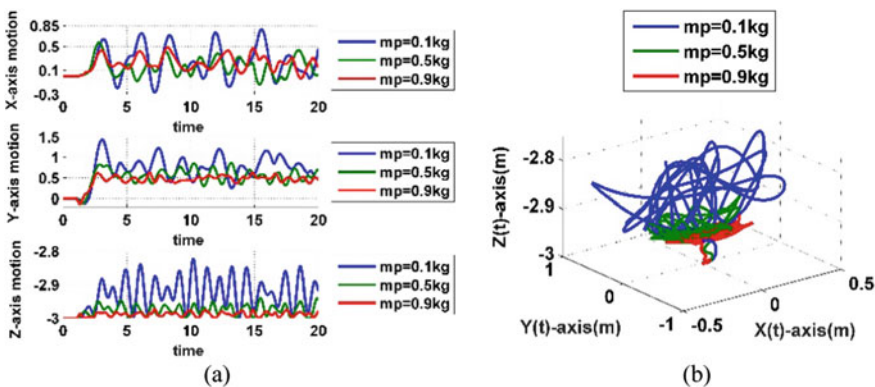 (a)
X-axis motion
0.85
0.5
0.1
-0.3
0 5 10 15 20
time
mp=0.1kg
mp=0.5kg
mp=0.9kg
Y-axis motion
1.5
1
0.5
0
0 5 10 15 20
time
mp=0.1kg
mp=0.5kg
mp=0.9kg
Z-axis motion
-2.8
-2.9
-3
0 5 10 15 20
time
mp=0.1kg
mp=0.5kg
mp=0.9kg
(a)
mp=0.1kg
mp=0.5kg
mp=0.9kg
Z(t)-axis(m)
-2.8
-2.9
-3
1
0
-1
Y(t)-axis(m)
-0.5
0
0.5
X(t)-axis(m)
(b)